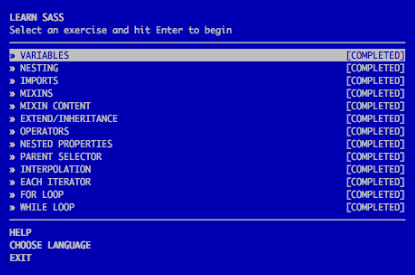 LEARN SASS
Select an exercise and hit Enter to begin
» VARIABLES [COMPLETED]
» NESTING [COMPLETED]
» IMPORTS [COMPLETED]
» MIXINS [COMPLETED]
» MIXIN CONTENT [COMPLETED]
» EXTEND/INHERITANCE [COMPLETED]
» OPERATORS [COMPLETED]
» NESTED PROPERTIES [COMPLETED]
» PARENT SELECTOR [COMPLETED]
» INTERPOLATION [COMPLETED]
» EACH ITERATOR [COMPLETED]
» FOR LOOP [COMPLETED]
» WHILE LOOP [COMPLETED]
HELP
CHOOSE LANGUAGE
EXIT